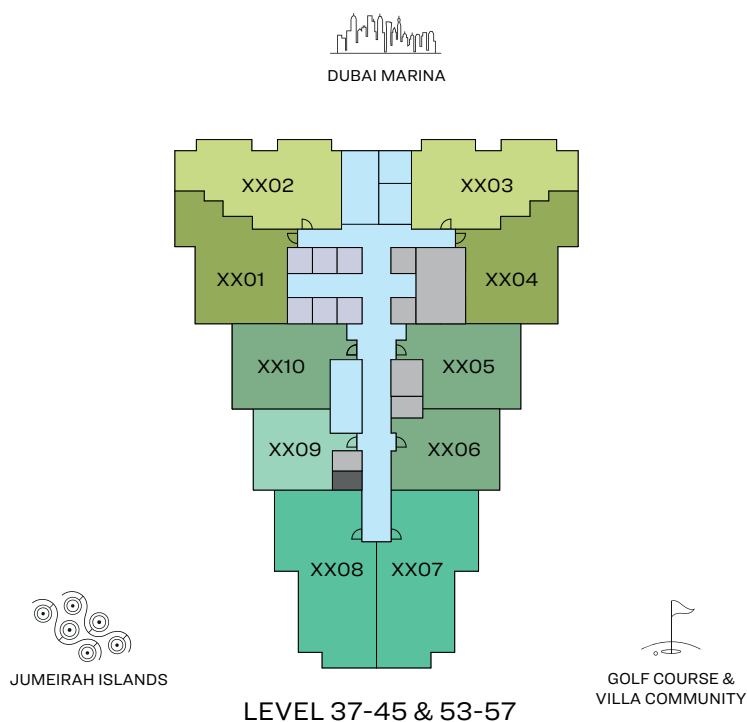 DUBAI MARINA
XX02
XX03
XX01
XX04
XX10
XX05
XX09
XX06
XX08
XX07
JUMEIRAH ISLANDS
GOLF COURSE &
VILLA COMMUNITY
LEVEL 37-45 & 53-57